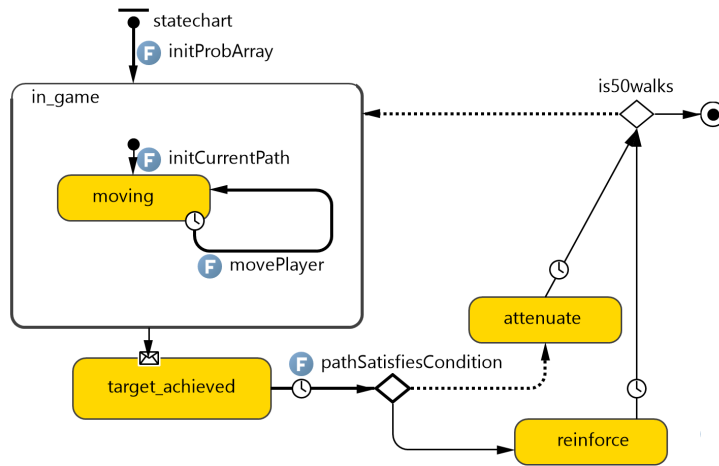 statechart
F initProbArray
in_game
is50walks
F initCurrentPath
moving
F movePlayer
attenuate
F pathSatisfiesCondition
target_achieved
reinforce